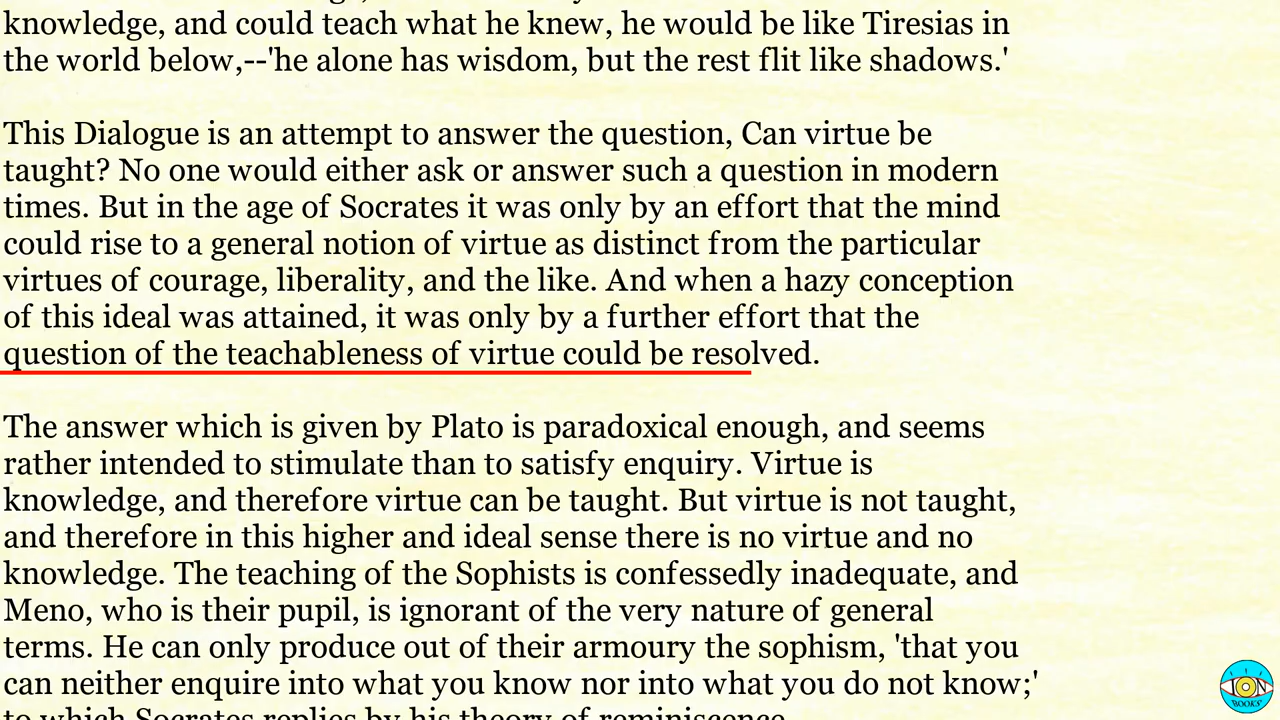 knowledge, and could teach what he knew, he would be like Tiresias in
the world below,--'he alone has wisdom, but the rest flit like shadows.'
This Dialogue is an attempt to answer the question, Can virtue be
taught? No one would either ask or answer such a question in modern
times. But in the age of Socrates it was only by an effort that the mind
could rise to a general notion of virtue as distinct from the particular
virtues of courage, liberality, and the like. And when a hazy conception
of this ideal was attained, it was only by a further effort that the
question of the teachableness of virtue could be resolved.
The answer which is given by Plato is paradoxical enough, and seems
rather intended to stimulate than to satisfy enquiry. Virtue is
knowledge, and therefore virtue can be taught. But virtue is not taught,
and therefore in this higher and ideal sense there is no virtue and no
knowledge. The teaching of the Sophists is confessedly inadequate, and
Meno, who is their pupil, is ignorant of the very nature of general
terms. He can only produce out of their armoury the sophism, 'that you
can neither enquire into what you know nor into what you do not know;'
to which Socrates replies by his theory of reminiscence.
ION
BOOKS